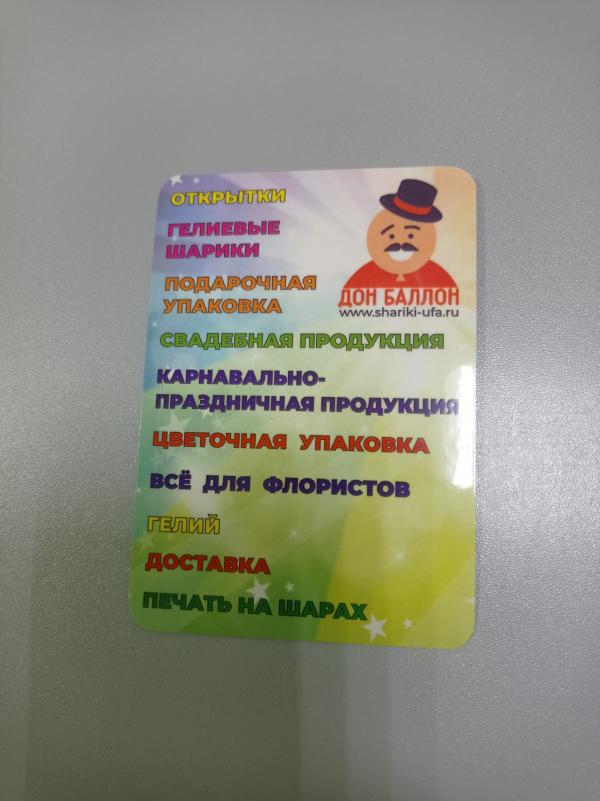 ОТКРЫТКИ
ГЕЛИЕВЫЕ
ШАРИКИ
ПОДАРОЧНАЯ
УПАКОВКА
ДОН БАЛЛОН
www.shariki-ufa.ru
СВАДЕБНАЯ ПРОДУКЦИЯ
КАРНАВАЛЬНО-
ПРАЗДНИЧНАЯ ПРОДУКЦИЯ
ЦВЕТОЧНАЯ УПАКОВКА
ВСЁ ДЛЯ ФЛОРИСТОВ
ГЕЛИЙ
ДОСТАВКА
ПЕЧАТЬ НА ШАРАХ